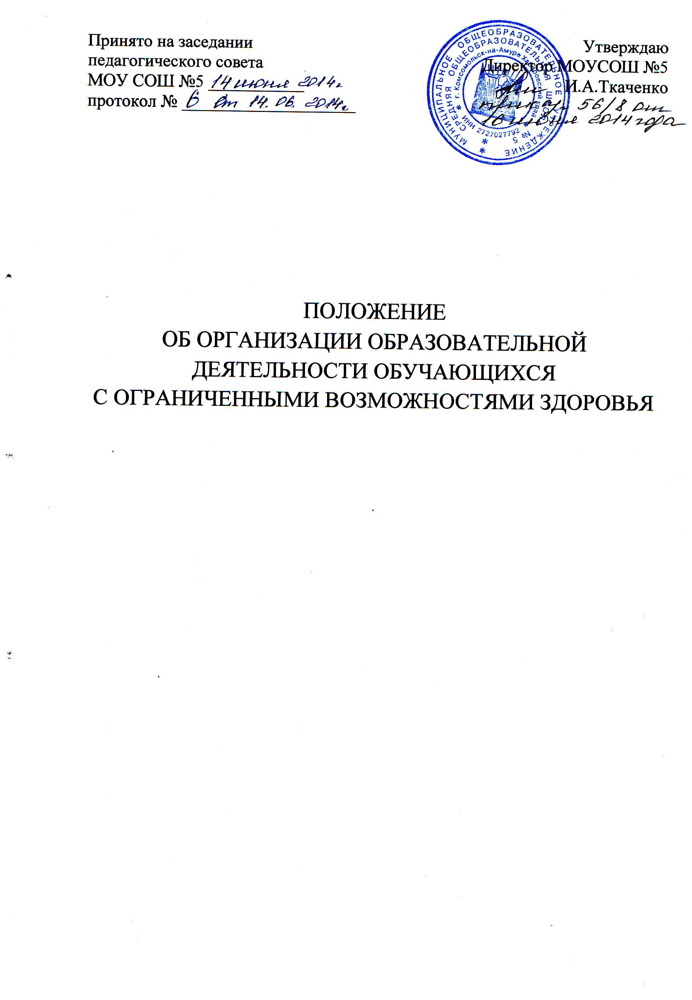 Принято на заседании
педагогического совета
МОУ СОШ №5 14 июня 2014г
протокол № 6 от 14.06.2014г
Утверждаю
Директор МОУСОШ №5
И.А.Ткаченко
приказ 56/8 от
16 июня 2014 года
МУНИЦИПАЛЬНОЕ ОБЩЕОБРАЗОВАТЕЛЬНОЕ УЧРЕЖДЕНИЕ
СРЕДНЯЯ ОБЩЕОБРАЗОВАТЕЛЬНАЯ ШКОЛА № 5
г. Комсомольск-на-Амуре Хабаровский край
ИНН 2727027792
ПОЛОЖЕНИЕ
ОБ ОРГАНИЗАЦИИ ОБРАЗОВАТЕЛЬНОЙ
ДЕЯТЕЛЬНОСТИ ОБУЧАЮЩИХСЯ
С ОГРАНИЧЕННЫМИ ВОЗМОЖНОСТЯМИ ЗДОРОВЬЯ